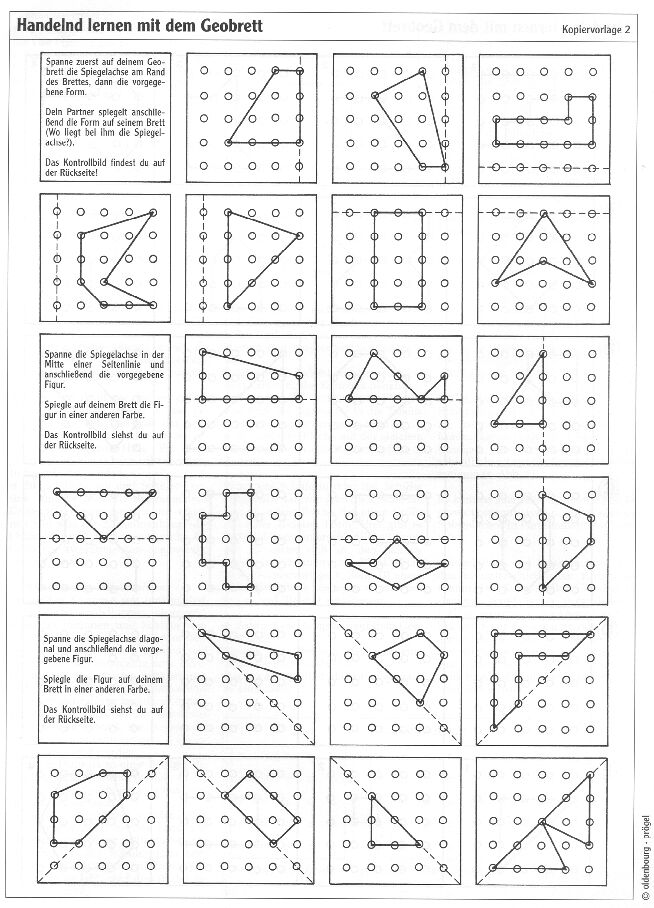 Handelnd lernen mit dem Geobrett
Kopiervorlage 2
Spanne zuerst auf deinem Geo-
brett die Spiegelachse am Rand
des Brettes, dann die vorgege-
bene Form.
Dein Partner spiegelt anschlie-
ßend die Form auf seinem Brett
(Wo liegt bei ihm die Spiegel-
achse?).
Das Kontrollbild findest du auf
der Rückseite!
Spanne die Spiegelachse in der
Mitte einer Seitenlinie und
anschließend die vorgegebene
Figur.
Spiegle auf deinem Brett die Fi-
gur in einer anderen Farbe.
Das Kontrollbild siehst du auf
der Rückseite.
Spanne die Spiegelachse diago-
nal und anschließend die vorge-
gebene Figur.
Spiegle die Figur auf deinem
Brett in einer anderen Farbe.
Das Kontrollbild siehst du auf
der Rückseite.
© oldenbourg · prögel